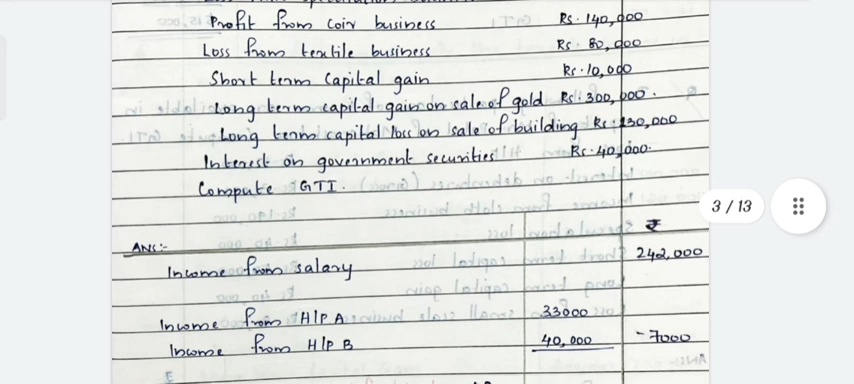 Profit from coir business Rs. 140,000
Loss from textile business Rs. 80,000
Short term capital gain Rs. 10,000
Long term capital gain on sale of gold Rs. 300,000.
Long term capital loss on sale of building Rs. 130,000
Interest on government securities Rs. 40,000.
Compute GTI.
3 / 13
ANS:- ₹
Income from salary 242,000
Income from H/P A 33000
Income from H/P B 40,000 -7000